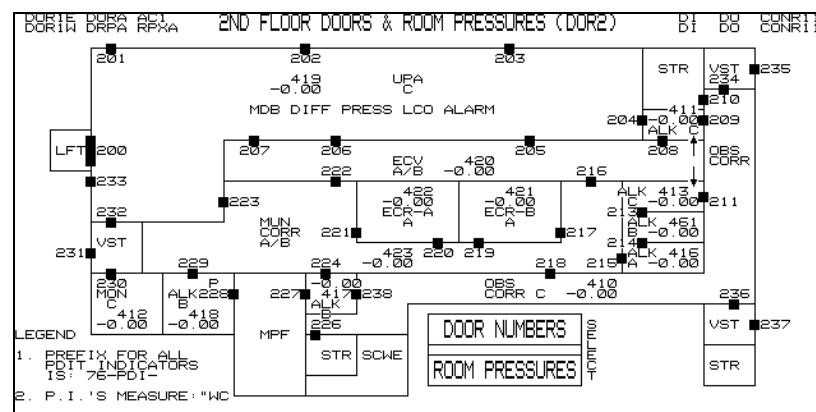 DOR1E DORA AC1 2ND FLOOR DOORS & ROOM PRESSURES (DOR2) DI DO CONR11
DOR1W DRPA RPXA DI DO CONR11
201 202 203 STR VST 235
234
419 UPA
-0.00 C
210
MDB DIFF PRESS LCO ALARM
411
204 -0.00 209
ALK C
LFT 200 207 206 205 208 OBS
CORR
ECV 420
A/B -0.00
233 222 216
422 421 ALK 413
-0.00 -0.00 C -0.00
223 ECR-A ECR-B 211
A A 213
232 MUN ALK 461
CORR B -0.00
A/B 221 217
VST 214
231 220 219 ALK 416
423
-0.00 215 A -0.00
230 229 224 218
P -0.00 OBS 410
MON ALK 228 227 417 238 CORR C -0.00
C B ALK
B 236
412 418
-0.00 -0.00 226
LEGEND MPF DOOR NUMBERS SELECT VST 237
1. PREFIX FOR ALL STR SCWE
PDIT INDICATORS
IS: 76-PDI- ROOM PRESSURES STR
2. P.I.'S MEASURE:"WC